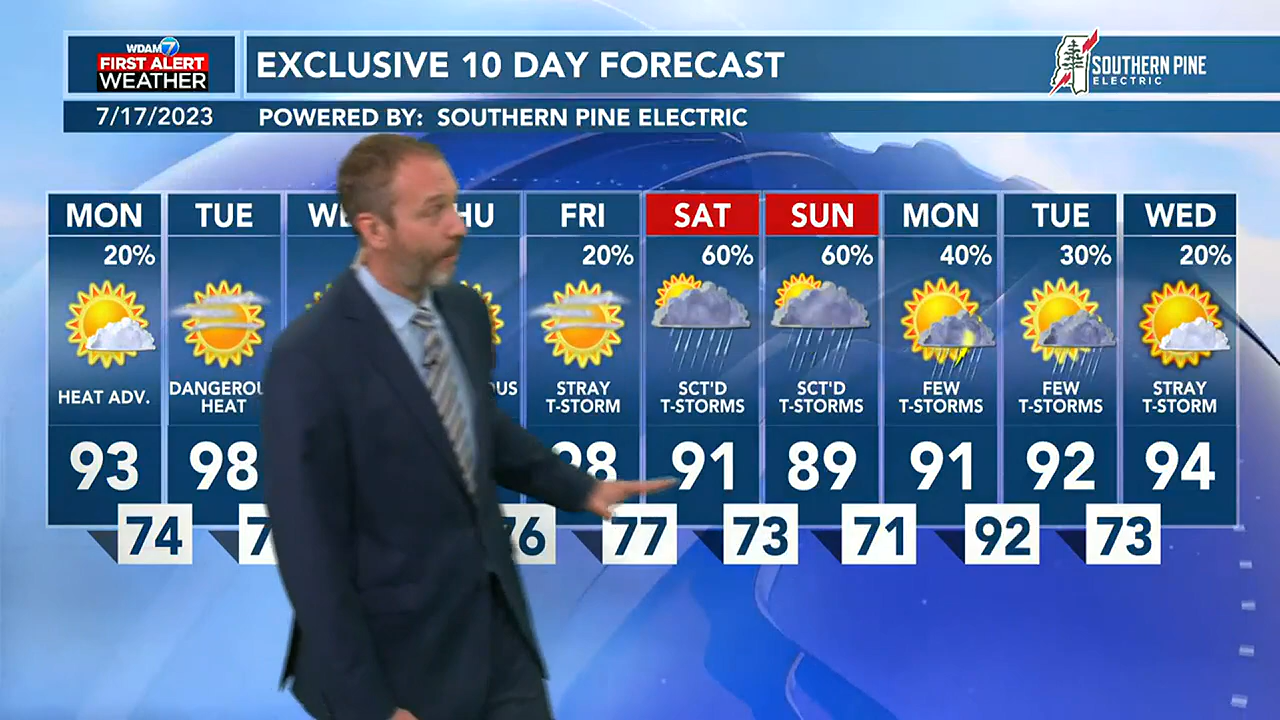 WDAM 7
FIRST ALERT
WEATHER
EXCLUSIVE 10 DAY FORECAST
SOUTHERN PINE
ELECTRIC
7/17/2023
POWERED BY: SOUTHERN PINE ELECTRIC
MON TUE FRI SAT SUN MON TUE WED
20% 20% 60% 60% 40% 30% 20%
HEAT ADV.
DANGEROUS
HEAT
STRAY
T-STORM
SCT'D
T-STORMS
SCT'D
T-STORMS
FEW
T-STORMS
FEW
T-STORMS
STRAY
T-STORM
93 98 98 91 89 91 92 94
74 76 77 73 71 92 73